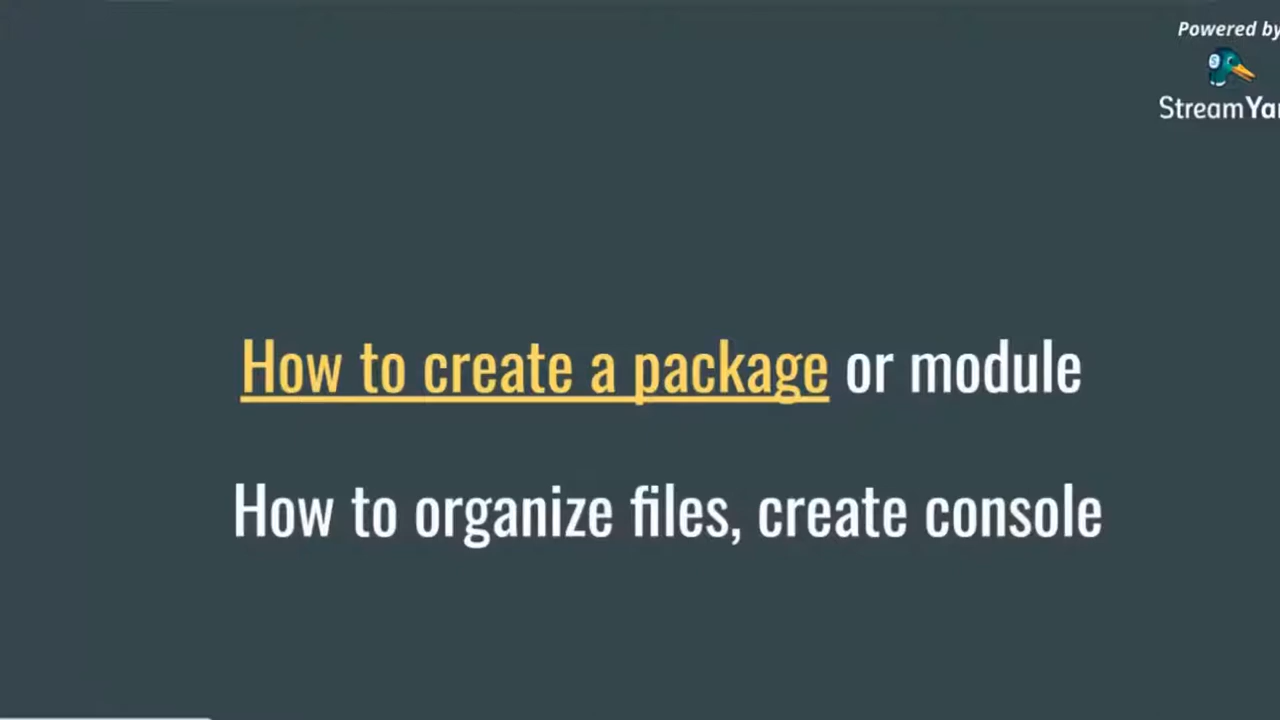 Powered by
StreamYa
How to create a package or module
How to organize files, create console